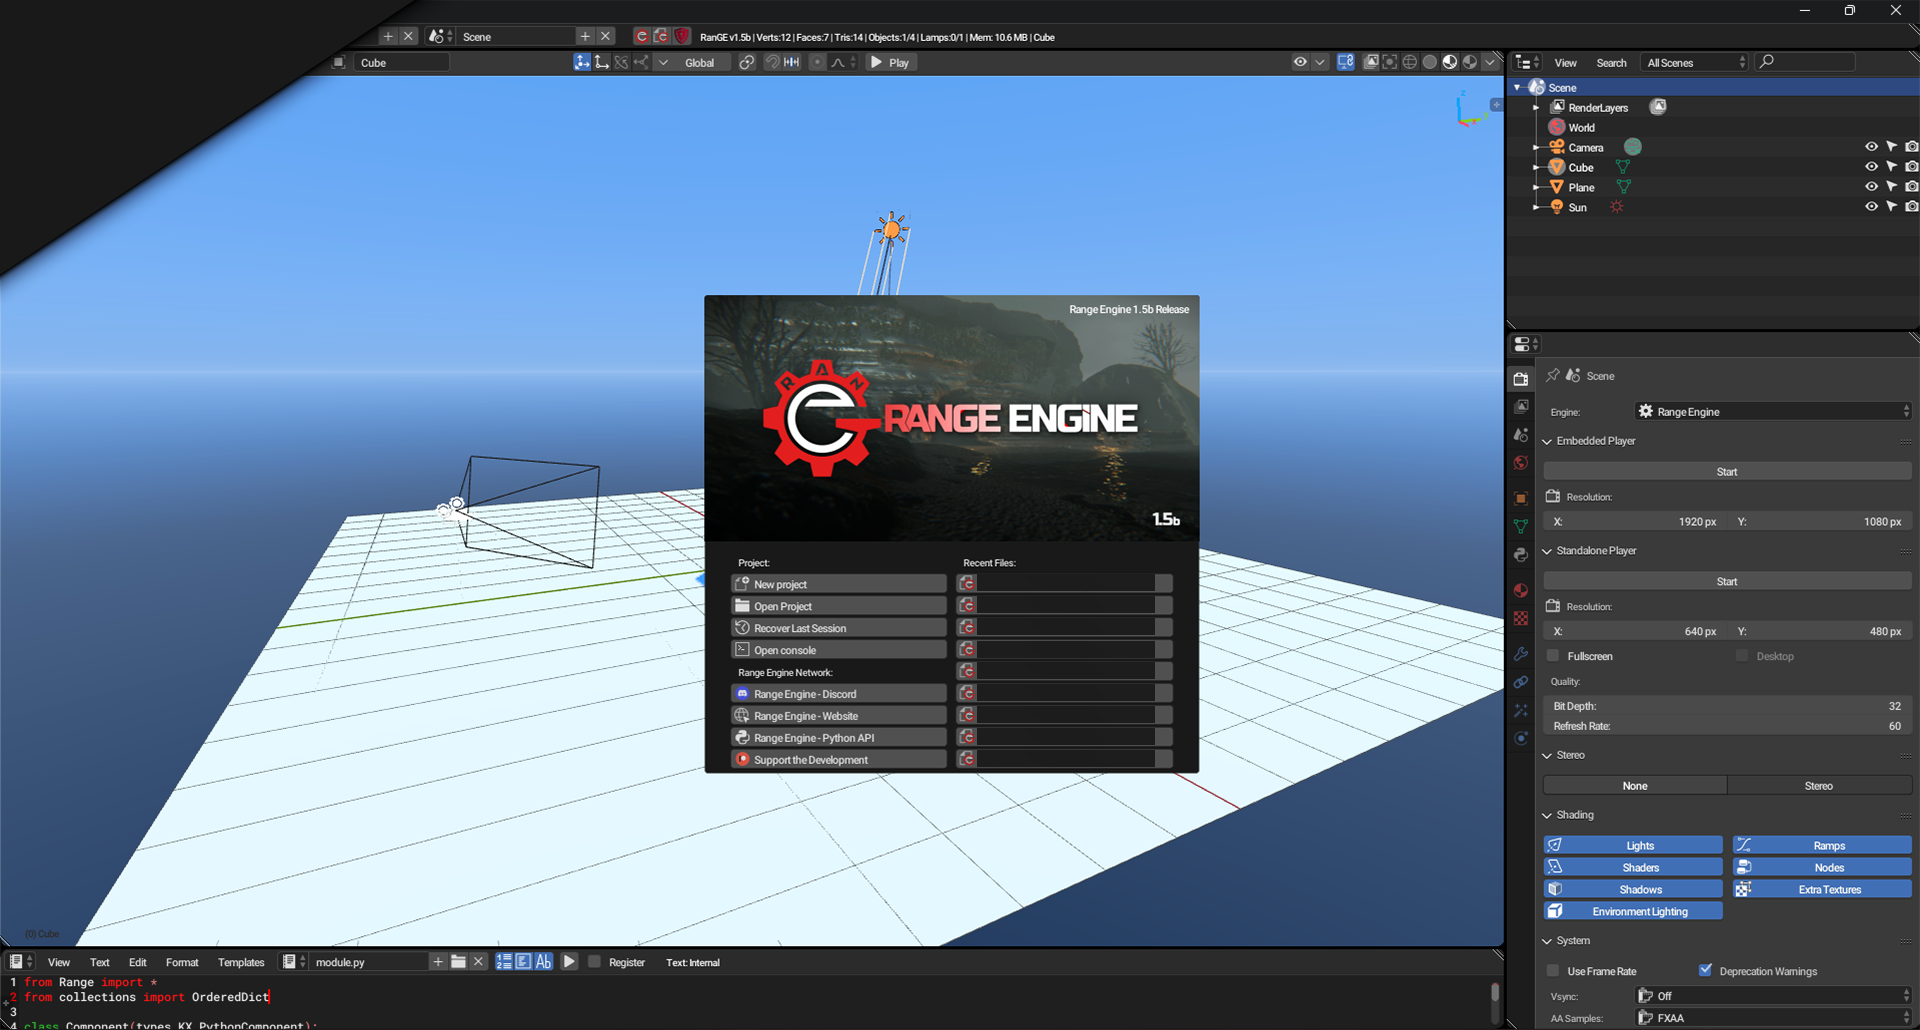 Scene
RanGE v1.5b | Verts:12 | Faces:7 | Tris:14 | Objects:1/4 | Lamps:0/1 | Mem: 10.6 MB | Cube
Cube
Global
Play
View
Search
All Scenes
Scene
RenderLayers
World
Camera
Cube
Plane
Sun
Range Engine 1.5b Release
RAN
RANGE ENGINE
1.5b
Project:
New project
Open Project
Recover Last Session
Open console
Range Engine Network:
Range Engine - Discord
Range Engine - Website
Range Engine - Python API
Support the Development
Recent Files:
Scene
Engine:
Range Engine
Embedded Player
Start
Resolution:
X: 1920 px
Y: 1080 px
Standalone Player
Start
Resolution:
X: 640 px
Y: 480 px
Fullscreen
Desktop
Quality:
Bit Depth: 32
Refresh Rate: 60
Stereo
None
Stereo
Shading
Lights
Ramps
Shaders
Nodes
Shadows
Extra Textures
Environment Lighting
System
Use Frame Rate
Deprecation Warnings
Vsync:
Off
AA Samples:
FXAA
(0) Cube
View
Text
Edit
Format
Templates
module.py
Register
Text: Internal
1 from Range import *
2 from collections import OrderedDict
3
4 class Component(types.KX_PythonComponent):